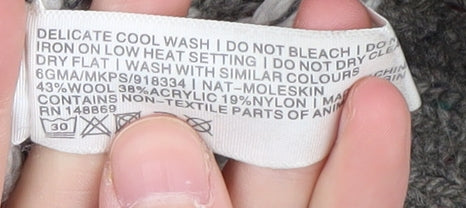 DELICATE COOL WASH | DO NOT BLEACH | DO
IRON ON LOW HEAT SETTING | DO NOT DRY CLE
DRY FLAT | WASH WITH SIMILAR COLOURS
6GMA/MKPS/918334 | NAT-MOLESKIN
43%WOOL 38%ACRYLIC 19%NYLON |
CONTAINS NON-TEXTILE PARTS OF
RN 148869
30